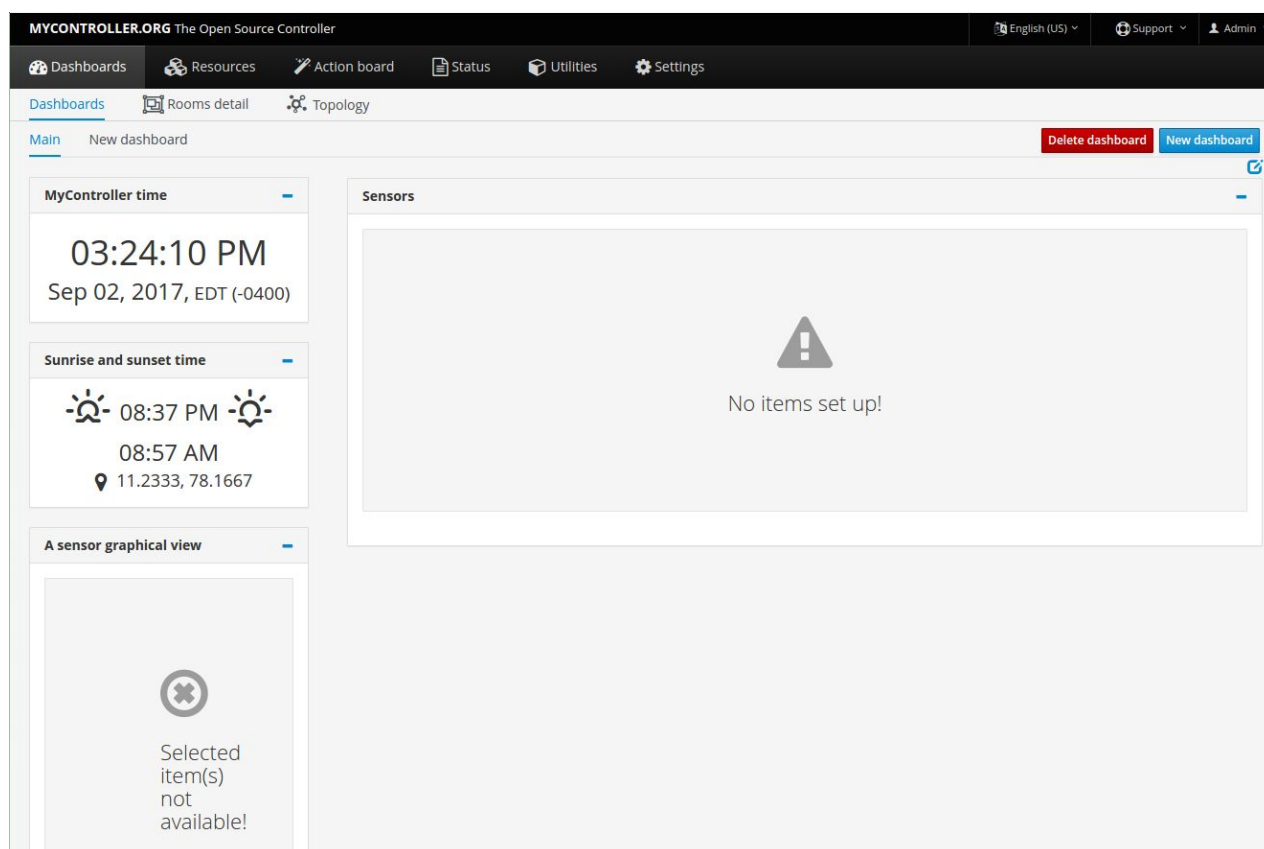 MYCONTROLLER.ORG The Open Source Controller
English (US)
Support
Admin
Dashboards
Resources
Action board
Status
Utilities
Settings
Dashboards
Rooms detail
Topology
Main
New dashboard
Delete dashboard
New dashboard
MyController time
03:24:10 PM
Sep 02, 2017, EDT (-0400)
Sunrise and sunset time
08:37 PM
08:57 AM
11.2333, 78.1667
A sensor graphical view
Selected
item(s)
not
available!
Sensors
No items set up!